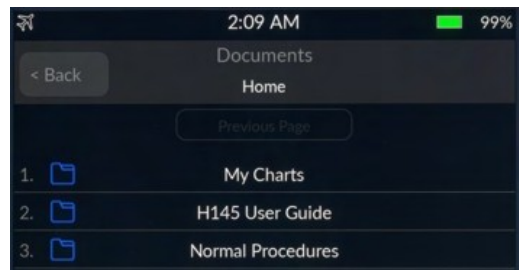 2:09 AM 99%
Documents
< Back
Home
Previous Page
1. My Charts
2. H145 User Guide
3. Normal Procedures